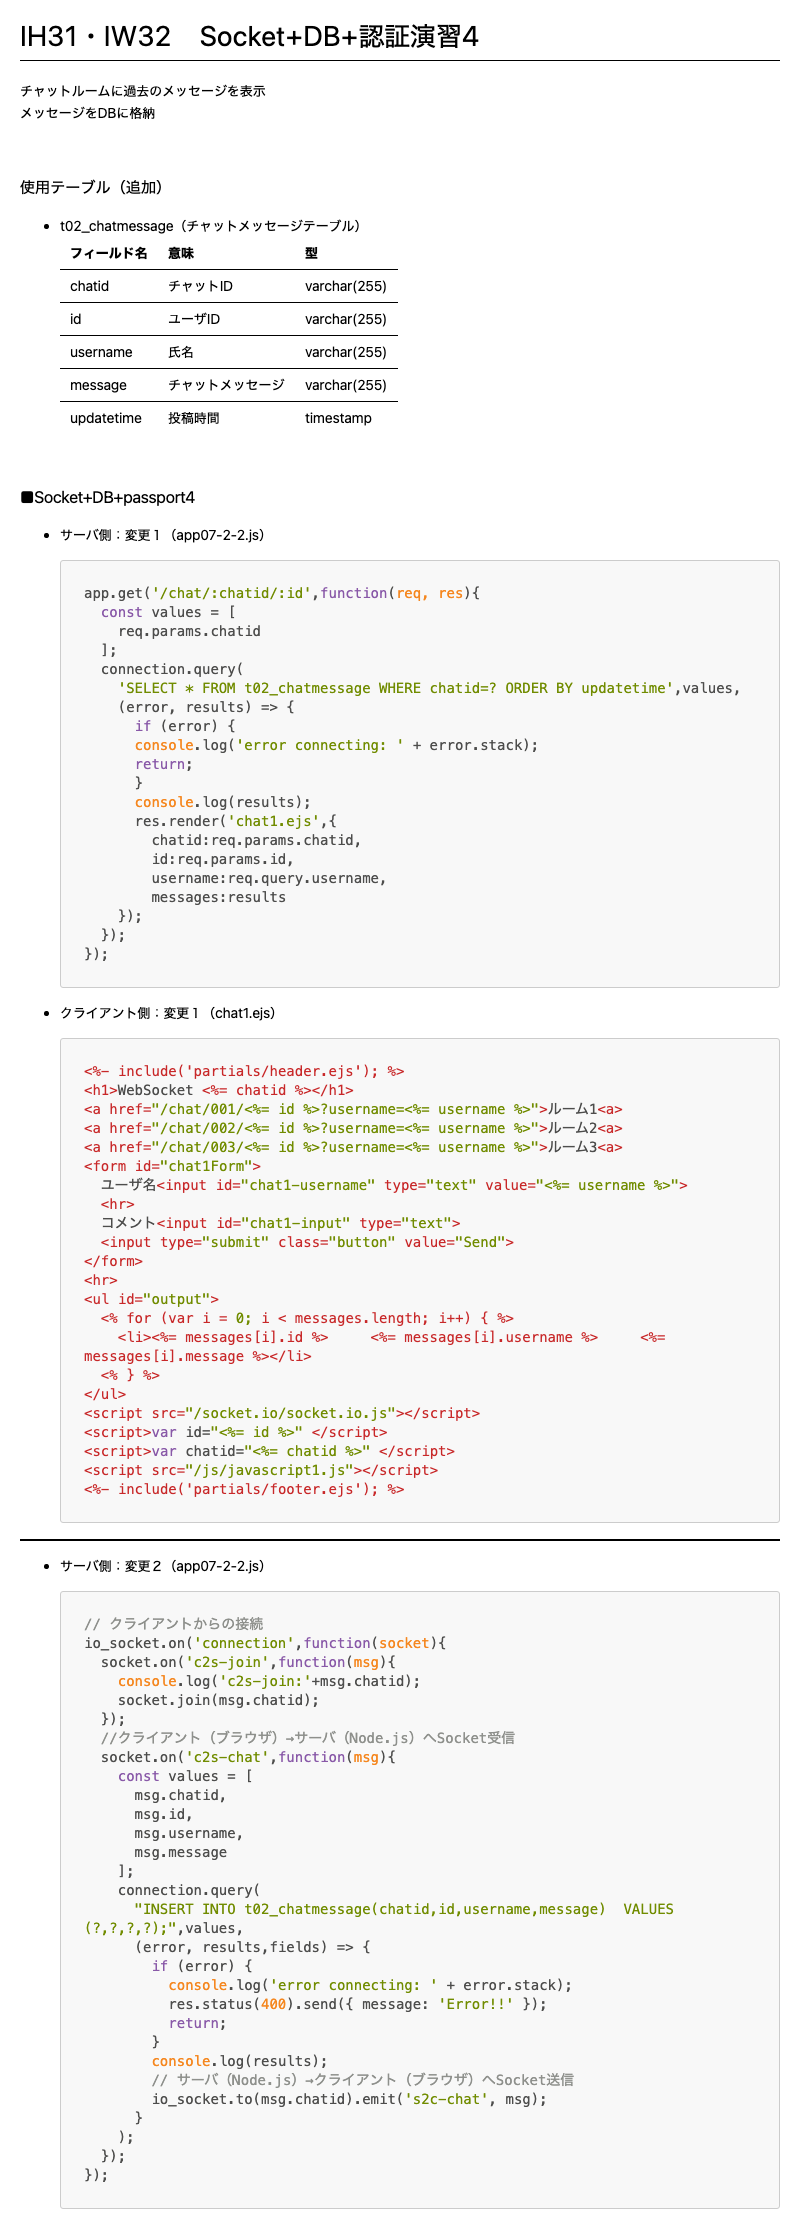 IH31・IW32　Socket+DB+認証演習4
チャットルームに過去のメッセージを表示
メッセージをDBに格納
使用テーブル（追加）
t02_chatmessage（チャットメッセージテーブル）
フィールド名 意味 型
chatid チャットID varchar(255)
id ユーザID varchar(255)
username 氏名 varchar(255)
message チャットメッセージ varchar(255)
updatetime 投稿時間 timestamp
■Socket+DB+passport4
サーバ側：変更１（app07-2-2.js）
app.get('/chat/:chatid/:id',function(req, res){
  const values = [
    req.params.chatid
  ];
  connection.query(
    'SELECT * FROM t02_chatmessage WHERE chatid=? ORDER BY updatetime',values,
    (error, results) => {
      if (error) {
      console.log('error connecting: ' + error.stack);
      return;
      }
      console.log(results);
      res.render('chat1.ejs',{
        chatid:req.params.chatid,
        id:req.params.id,
        username:req.query.username,
        messages:results
    });
  });
});
クライアント側：変更１（chat1.ejs）
<%- include('partials/header.ejs'); %>
<h1>WebSocket <%= chatid %></h1>
<a href="/chat/001/<%= id %>?username=<%= username %>">ルーム1<a>
<a href="/chat/002/<%= id %>?username=<%= username %>">ルーム2<a>
<a href="/chat/003/<%= id %>?username=<%= username %>">ルーム3<a>
<form id="chat1Form">
  ユーザ名<input id="chat1-username" type="text" value="<%= username %>">
  <hr>
  コメント<input id="chat1-input" type="text">
  <input type="submit" class="button" value="Send">
</form>
<hr>
<ul id="output">
  <% for (var i = 0; i < messages.length; i++) { %>
    <li><%= messages[i].id %>     <%= messages[i].username %>     <%=
messages[i].message %></li>
  <% } %>
</ul>
<script src="/socket.io/socket.io.js"></script>
<script>var id="<%= id %>" </script>
<script>var chatid="<%= chatid %>" </script>
<script src="/js/javascript1.js"></script>
<%- include('partials/footer.ejs'); %>
サーバ側：変更２（app07-2-2.js）
// クライアントからの接続
io_socket.on('connection',function(socket){
  socket.on('c2s-join',function(msg){
    console.log('c2s-join:'+msg.chatid);
    socket.join(msg.chatid);
  });
  //クライアント（ブラウザ）→サーバ（Node.js）へSocket受信
  socket.on('c2s-chat',function(msg){
    const values = [
      msg.chatid,
      msg.id,
      msg.username,
      msg.message
    ];
    connection.query(
      "INSERT INTO t02_chatmessage(chatid,id,username,message)  VALUES
(?,?,?,?);",values,
      (error, results,fields) => {
        if (error) {
          console.log('error connecting: ' + error.stack);
          res.status(400).send({ message: 'Error!!' });
          return;
        }
        console.log(results);
        // サーバ（Node.js）→クライアント（ブラウザ）へSocket送信
        io_socket.to(msg.chatid).emit('s2c-chat', msg);
      }
    );
  });
});